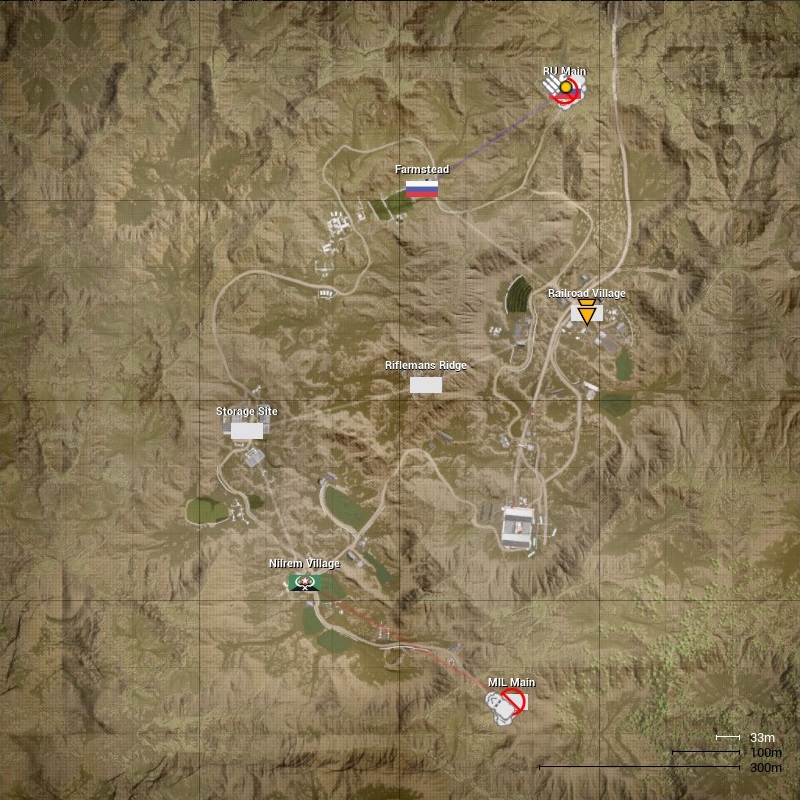 RU Main
Farmstead
Railroad Village
Riflemans Ridge
Storage Site
Nilrem Village
MIL Main
33m
100m
300m